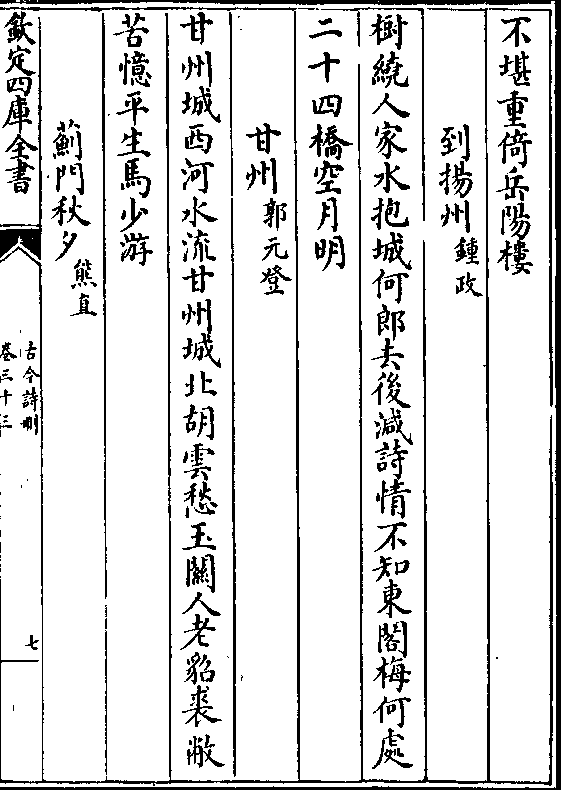 不堪重倚岳陽樓
到揚州 鍾政
樹繞人家水抱城何郎去後減詩情不知東閣梅何處
二十四橋空月明
甘州 郭元登
甘州城西河水流甘州城北胡雲愁玉關人老貂裘敝
苦憶平生馬少游
薊門秋夕 熊直
欽定四庫全書
古今詩刪
卷三十三
七